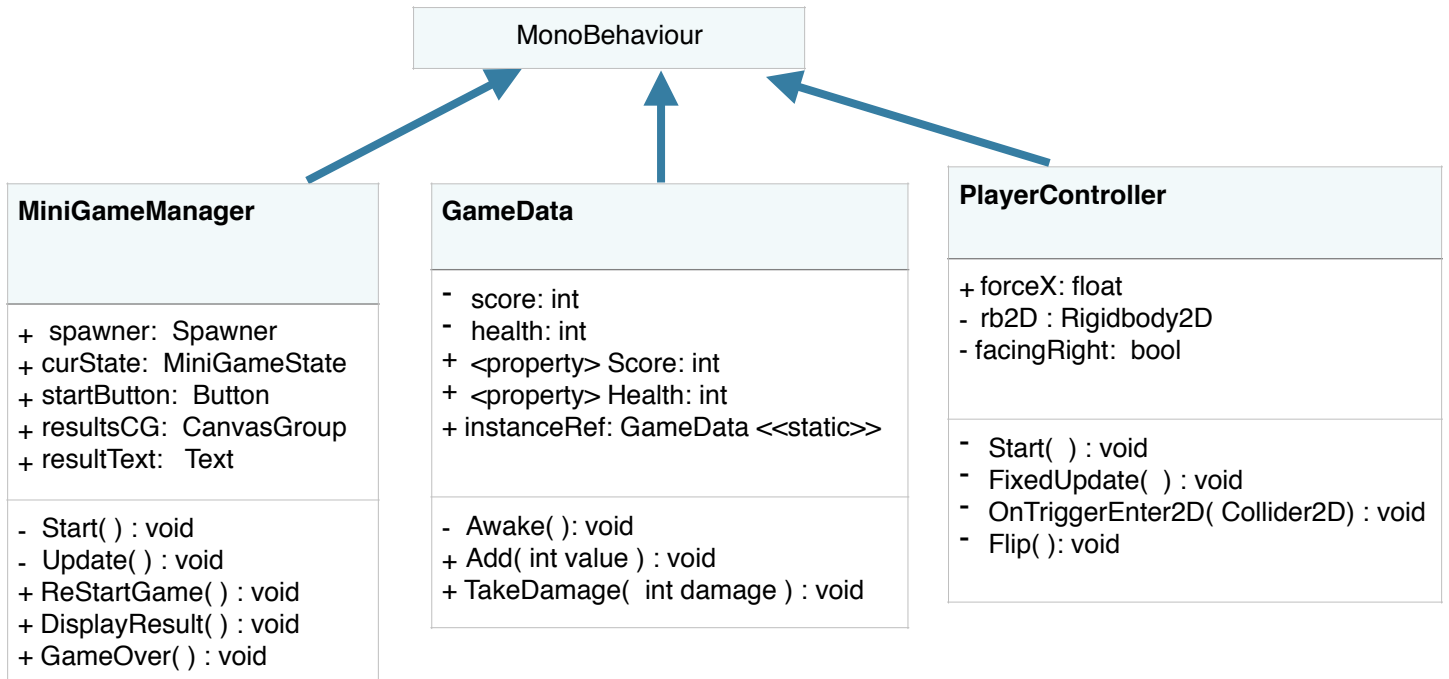 MonoBehaviour
MiniGameManager
+ spawner: Spawner
+ curState: MiniGameState
+ startButton: Button
+ resultsCG: CanvasGroup
+ resultText: Text
- Start( ) : void
- Update( ) : void
+ ReStartGame( ) : void
+ DisplayResult( ) : void
+ GameOver( ) : void
GameData
- score: int
- health: int
+ <property> Score: int
+ <property> Health: int
+ instanceRef: GameData <<static>>
- Awake( ): void
+ Add( int value ) : void
+ TakeDamage( int damage ) : void
PlayerController
+ forceX: float
- rb2D : Rigidbody2D
- facingRight: bool
- Start( ) : void
- FixedUpdate( ) : void
- OnTriggerEnter2D( Collider2D) : void
- Flip( ): void